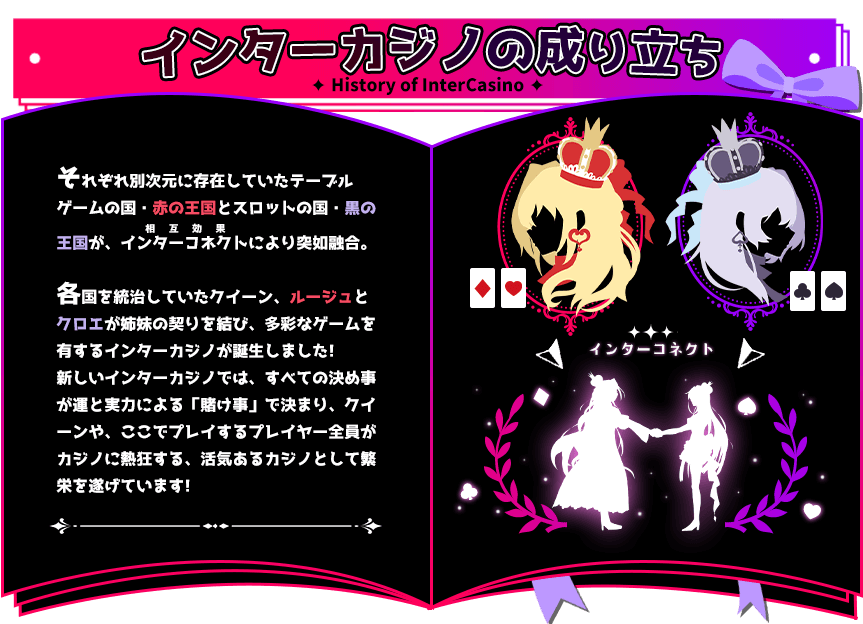 インターカジノの成り立ち
✦ History of InterCasino ✦
それぞれ別次元に存在していたテーブル
ゲームの国・赤の王国とスロットの国・黒の
相互効果
王国が、インターコネクトにより突如融合。
各国を統治していたクイーン、ルージュと
クロエが姉妹の契りを結び、多彩なゲームを
有するインターカジノが誕生しました!
新しいインターカジノでは、すべての決め事
が運と実力による「賭け事」で決まり、クイ
ーンや、ここでプレイするプレイヤー全員が
カジノに熱狂する、活気あるカジノとして繁
栄を遂げています!
インターコネクト